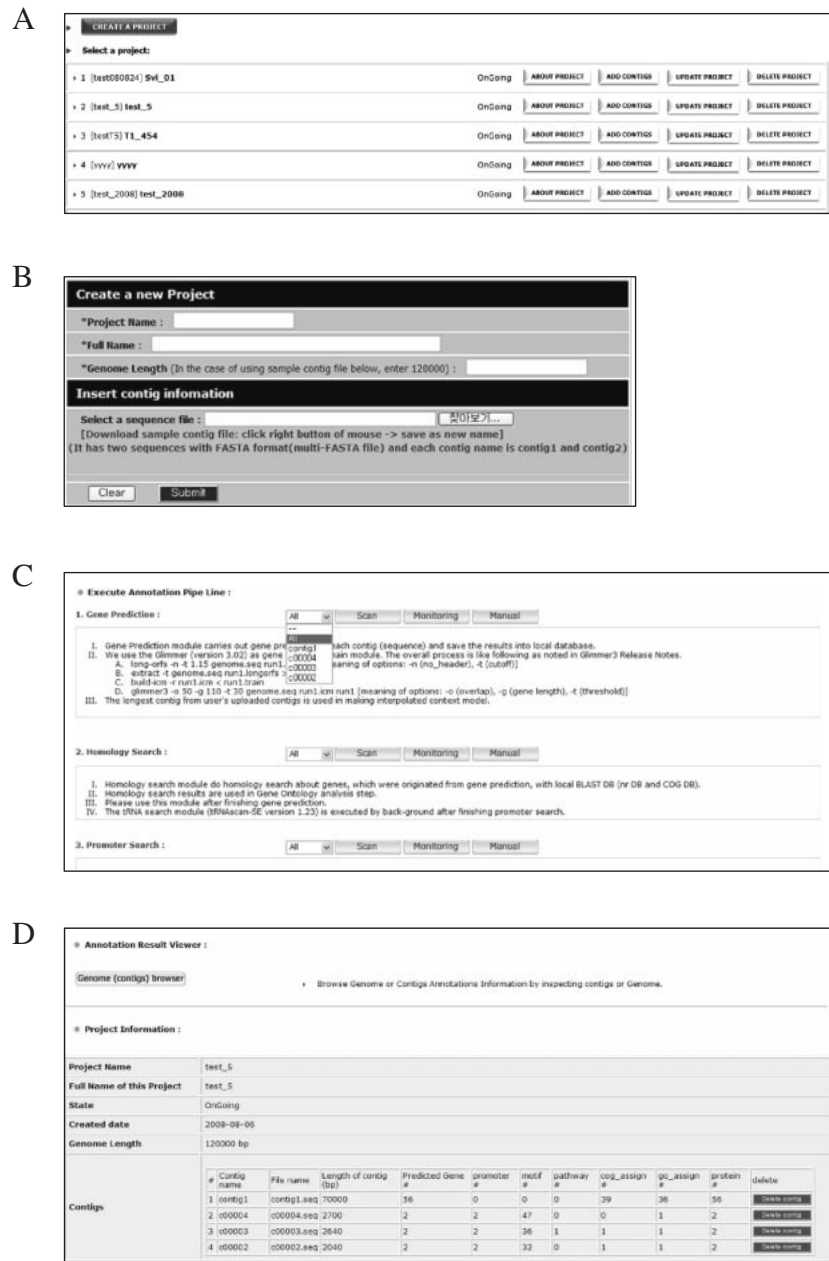 A
CREATE A PROJECT
Select a project:
1 [test080824] Svl_01 OnGoing ABOUT PROJECT ADD CONTIGS UPDATE PROJECT DELETE PROJECT
2 [test_5] test_5 OnGoing ABOUT PROJECT ADD CONTIGS UPDATE PROJECT DELETE PROJECT
3 [testT5] T1_454 OnGoing ABOUT PROJECT ADD CONTIGS UPDATE PROJECT DELETE PROJECT
4 [yyyy] yyyy OnGoing ABOUT PROJECT ADD CONTIGS UPDATE PROJECT DELETE PROJECT
5 [test_2008] test_2008 OnGoing ABOUT PROJECT ADD CONTIGS UPDATE PROJECT DELETE PROJECT
B
Create a new Project
*Project Name :
*Full Name :
*Genome Length (In the case of using sample contig file below, enter 120000) :
Insert contig infomation
Select a sequence file : 찾아보기...
[Download sample contig file: click right button of mouse -> save as new name]
(It has two sequences with FASTA format(multi-FASTA file) and each contig name is contig1 and contig2)
Clear Submit
C
Execute Annotation Pipe Line :
1. Gene Prediction : All Scan Monitoring Manual
--
All
contig1
c00004
c00003
c00002
I. Gene Prediction module carries out gene pre each contig (sequence) and save the results into local database.
II. We use the Glimmer (version 3.02) as gene ain module. The overall process is like following as noted in Glimmer3 Release Notes.
A. long-orfs -n -t 1.15 genome.seq run1. eaning of options: -n (no_header), -t (cutoff)]
B. extract -t genome.seq run1.longorfs >
C. build-icm -r run1.icm < run1.train
D. glimmer3 -o 50 -g 110 -t 30 genome.seq run1.icm run1 [meaning of options: -o (overlap), -g (gene length), -t (threshold)]
III. The longest contig from user's uploaded contigs is used in making interpolated context model.
2. Homology Search : All Scan Monitoring Manual
I. Homology search module do homology search about genes, which were originated from gene prediction, with local BLAST DB (nr DB and COG DB).
II. Homology search results are used in Gene Ontology analysis step.
III. Please use this module after finishing gene prediction.
IV. The tRNA search module (tRNAscan-SE version 1.23) is executed by back-ground after finishing promoter search.
3. Promoter Search : All Scan Monitoring Manual
D
Annotation Result Viewer :
Genome (contigs) browser Browse Genome or Contigs Annotations Information by inspecting contigs or Genome.
Project Information :
Project Name test_5
Full Name of this Project test_5
State OnGoing
Created date 2008-08-06
Genome Length 120000 bp
Contigs
# Contig name File name Length of contig (bp) Predicted Gene # promoter # motif # pathway # cog_assign # go_assign # protein # delete
1 contig1 contig1.seq 70000 56 0 0 0 39 36 56 Delete contig
2 c00004 c00004.seq 2700 2 2 47 0 0 1 2 Delete contig
3 c00003 c00003.seq 2640 2 2 36 1 1 1 2 Delete contig
4 c00002 c00002.seq 2040 2 2 32 0 1 1 2 Delete contig